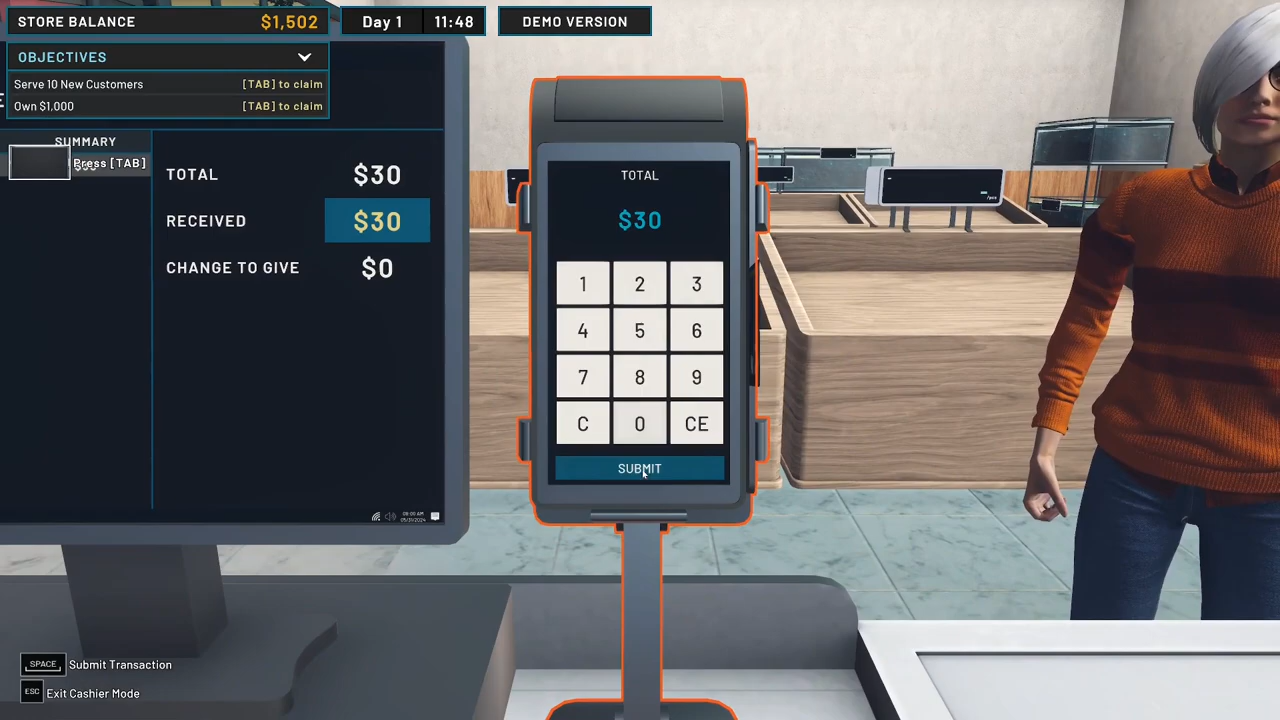 STORE BALANCE $1,502
Day 1 11:48
DEMO VERSION
OBJECTIVES
Serve 10 New Customers [TAB] to claim
Own $1,000 [TAB] to claim
SUMMARY
Press [TAB]
TOTAL $30
RECEIVED $30
CHANGE TO GIVE $0
TOTAL
$30
1 2 3
4 5 6
7 8 9
C 0 CE
SUBMIT
SPACE Submit Transaction
ESC Exit Cashier Mode